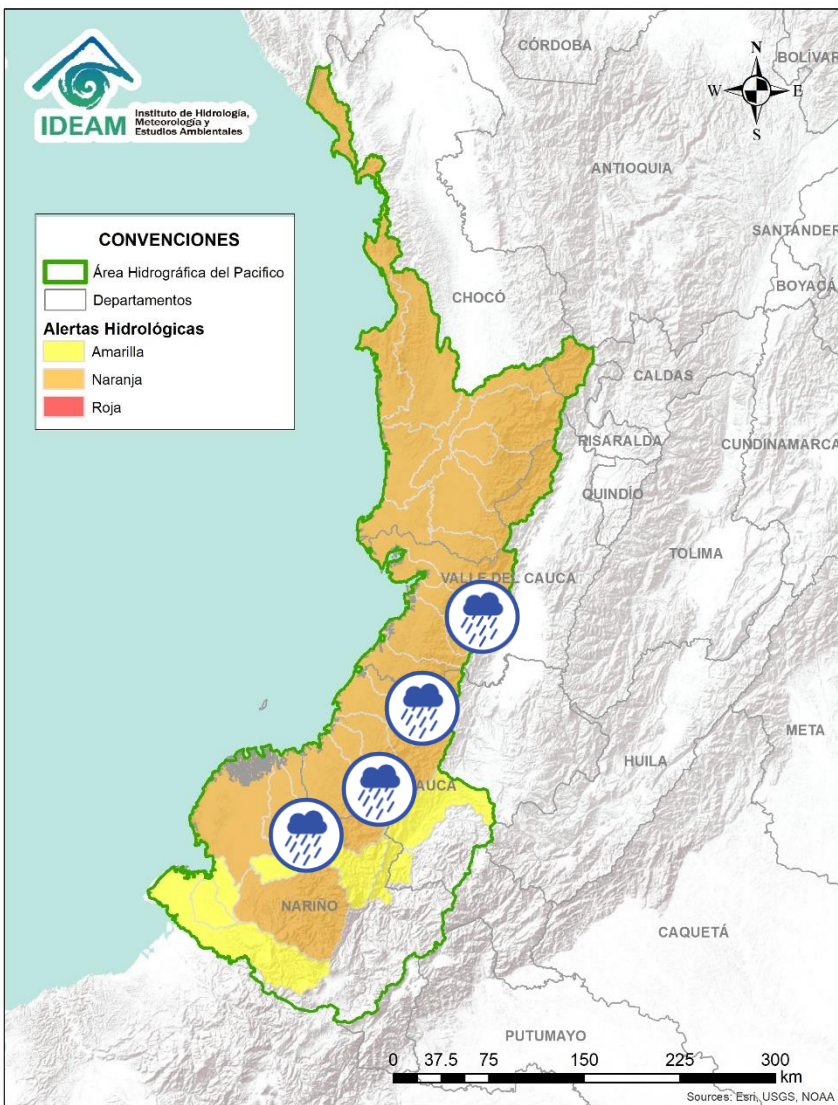 IDEAM
Instituto de Hidrología,
Meteorología y
Estudios Ambientales
CÓRDOBA
BOLÍVAR
N
W
E
S
ANTIOQUIA
SANTANDER
BOYACÁ
CONVENCIONES
Área Hidrográfica del Pacifico
Departamentos
Alertas Hidrológicas
Amarilla
Naranja
Roja
CHOCÓ
CALDAS
RISARALDA
CUNDINAMARCA
QUINDÍO
TOLIMA
VALLE DEL CAUCA
META
HUILA
AUCA
NARIÑO
CAQUETÁ
PUTUMAYO
0 37.5 75 150 225 300
km
Sources: Esri, USGS, NOAA